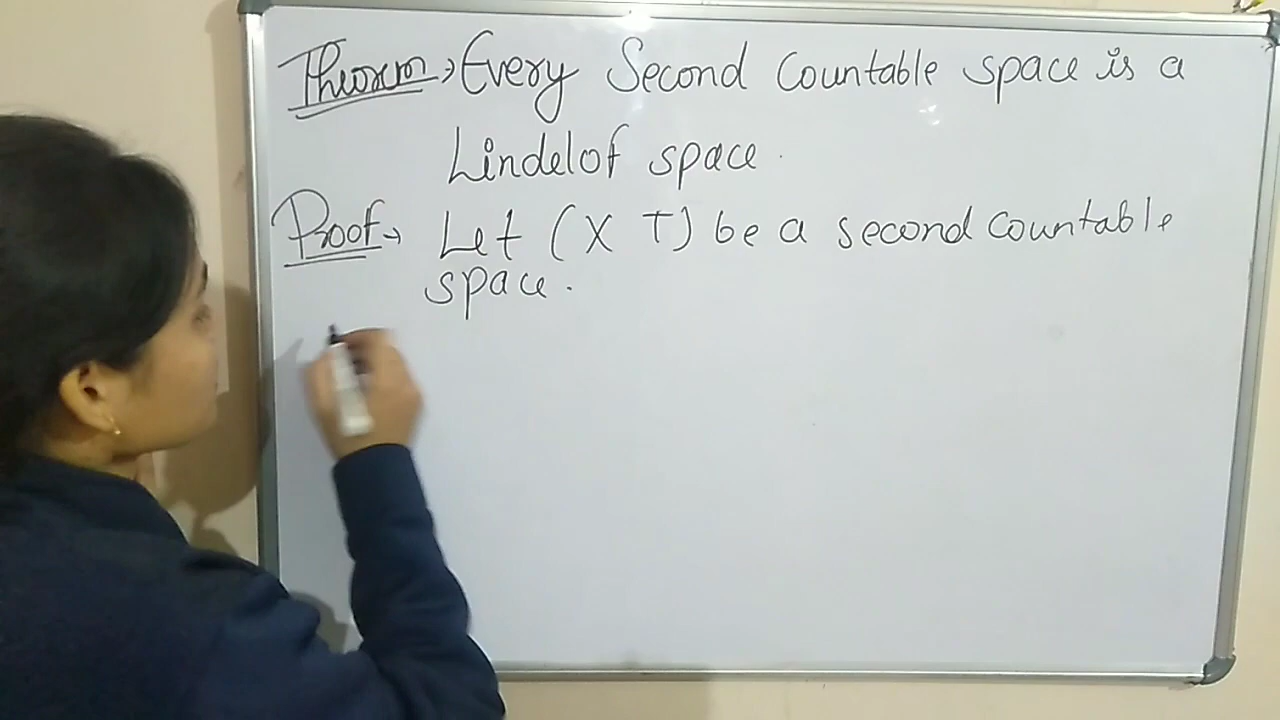 Theorem → Every Second Countable space is a
Lindelof space.
Proof → Let (X T) be a second countable
space.